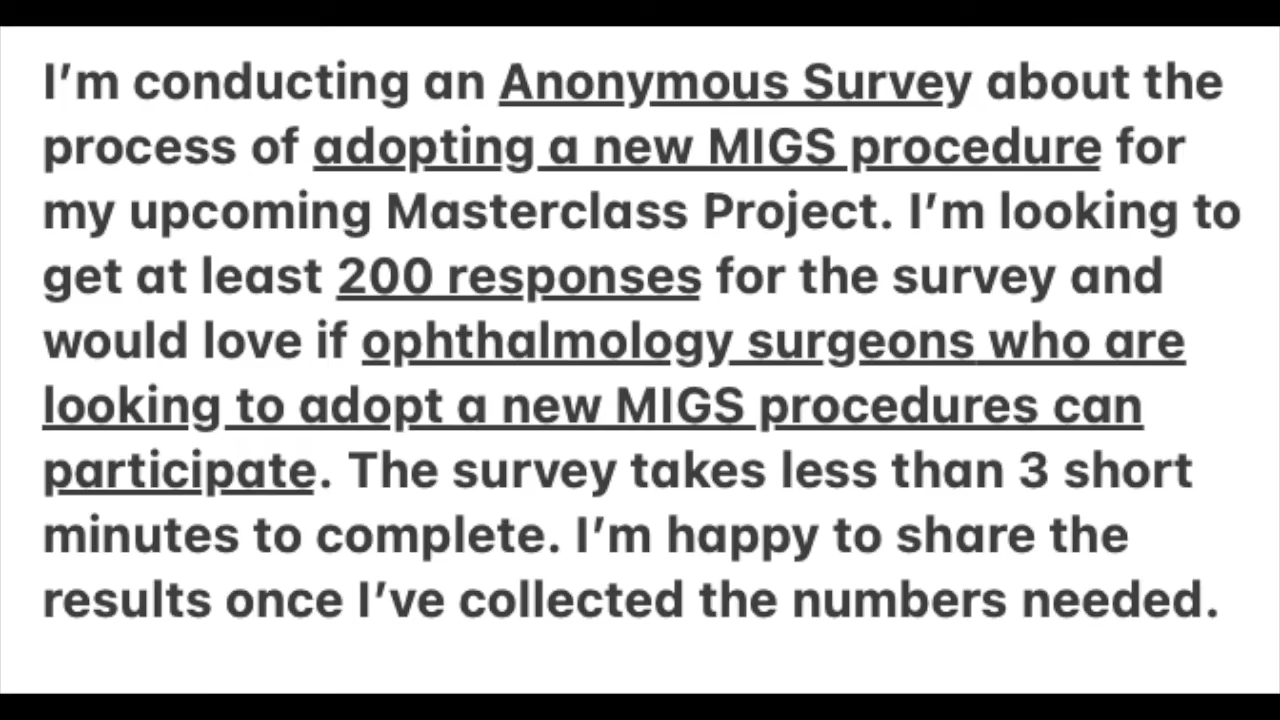 I’m conducting an Anonymous Survey about the
process of adopting a new MIGS procedure for
my upcoming Masterclass Project. I’m looking to
get at least 200 responses for the survey and
would love if ophthalmology surgeons who are
looking to adopt a new MIGS procedures can
participate. The survey takes less than 3 short
minutes to complete. I’m happy to share the
results once I’ve collected the numbers needed.